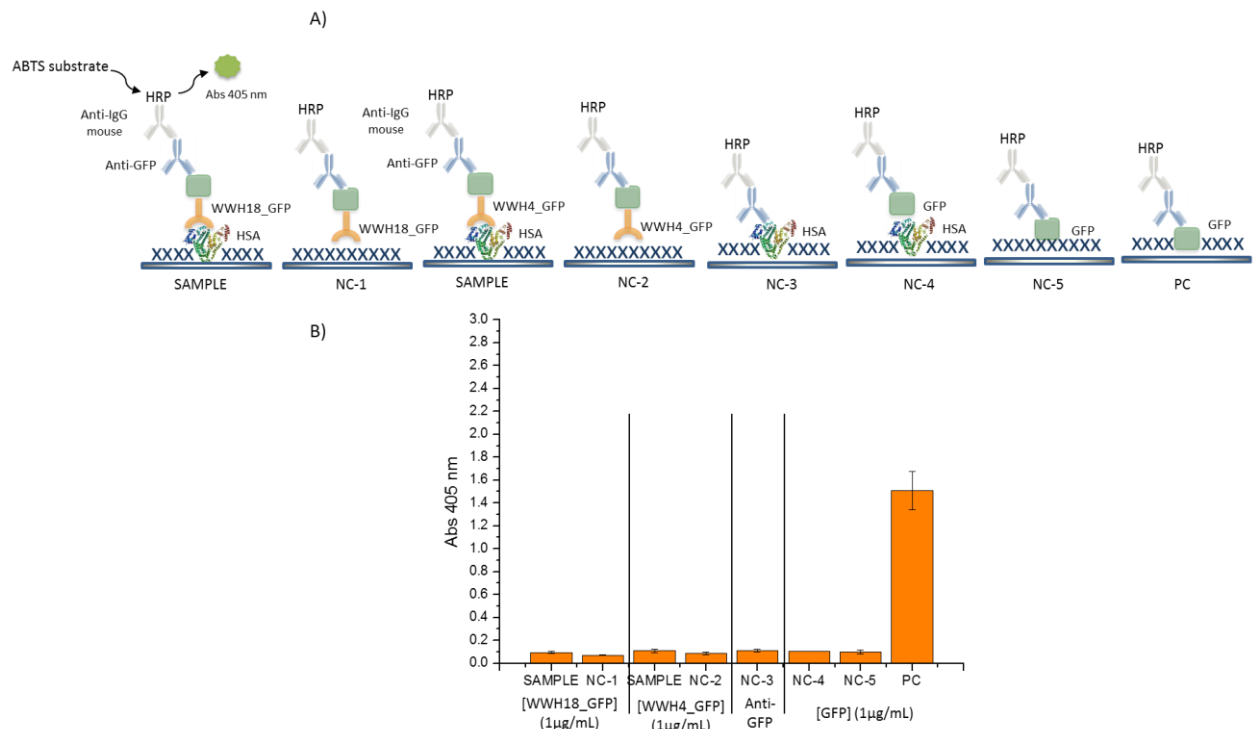 A)
ABTS substrate
HRP
Abs 405 nm
Anti-IgG
mouse
Anti-GFP
WWH18_GFP
HSA
XXXX XXXX
SAMPLE
HRP
WWH18_GFP
XXXXXXXXXX
NC-1
HRP
Anti-IgG
mouse
Anti-GFP
WWH4_GFP
HSA
XXXX XXXX
SAMPLE
HRP
WWH4_GFP
XXXXXXXXXX
NC-2
HRP
HSA
XXXX XXXX
NC-3
HRP
GFP
HSA
XXXX XXXX
NC-4
HRP
GFP
XXXXXXXXXX
NC-5
HRP
GFP
XXXX XXXX
PC
B)
Abs 405 nm
3.0
2.8
2.6
2.4
2.2
2.0
1.8
1.6
1.4
1.2
1.0
0.8
0.6
0.4
0.2
0.0
SAMPLE NC-1 SAMPLE NC-2 NC-3 NC-4 NC-5 PC
[WWH18_GFP]
(1µg/mL)
[WWH4_GFP]
(1µg/mL)
Anti-
GFP
[GFP] (1µg/mL)